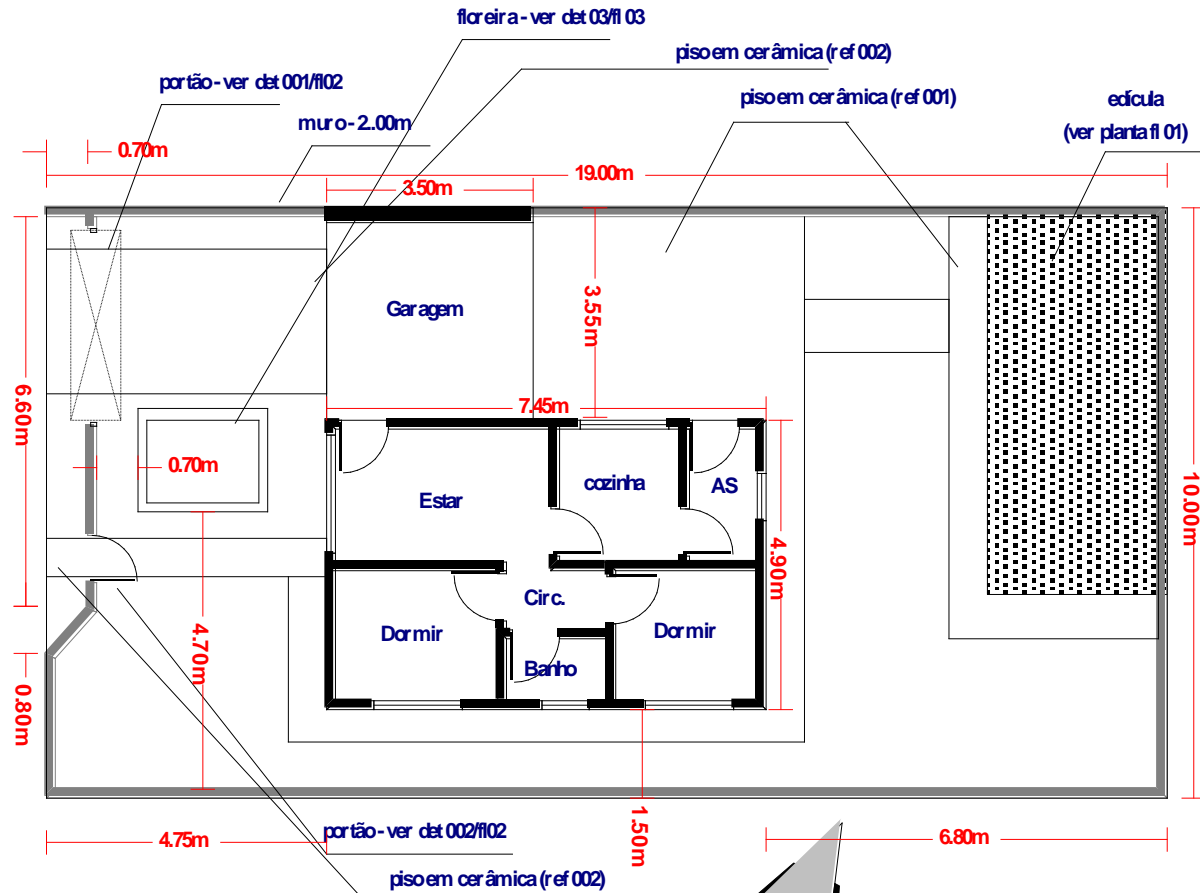 floreira - ver det 03/fl 03
piso em cerâmica (ref 002)
portão - ver det 001/fl02
piso em cerâmica (ref 001)
edícula
(ver planta fl 01)
muro - 2..00m
0.70m
19.00m
3.50m
Garagem
3.55m
6.60m
7.45m
0.70m
Estar
cozinha
AS
10.00m
4.90m
Circ.
Dormir
Dormir
Banho
4.70m
0.80m
1.50m
4.75m
portão - ver det 002/fl02
6.80m
piso em cerâmica (ref 002)